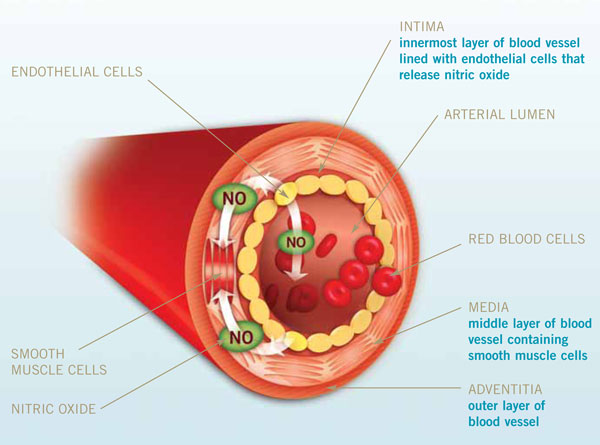 INTIMA
innermost layer of blood vessel
lined with endothelial cells that
release nitric oxide
ENDOTHELIAL CELLS
ARTERIAL LUMEN
NO
NO
RED BLOOD CELLS
MEDIA
middle layer of blood
vessel containing
smooth muscle cells
NO
SMOOTH
MUSCLE CELLS
NITRIC OXIDE
ADVENTITIA
outer layer of
blood vessel